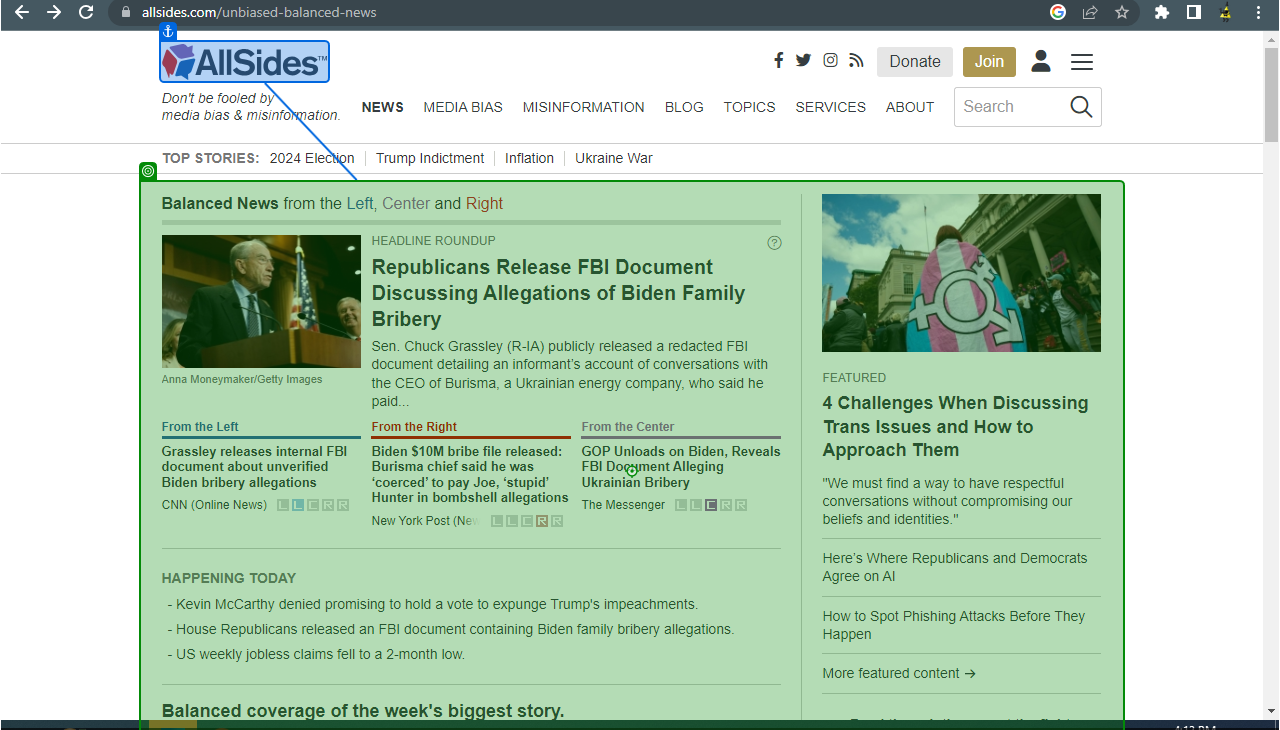 allsides.com/unbiased-balanced-news
AllSides™
Donate
Join
Don't be fooled by
media bias & misinformation.
NEWS
MEDIA BIAS
MISINFORMATION
BLOG
TOPICS
SERVICES
ABOUT
Search
TOP STORIES: 2024 Election Trump Indictment Inflation Ukraine War
Balanced News from the Left, Center and Right
HEADLINE ROUNDUP
Republicans Release FBI Document
Discussing Allegations of Biden Family
Bribery
Sen. Chuck Grassley (R-IA) publicly released a redacted FBI
document detailing an informant's account of conversations with
the CEO of Burisma, a Ukrainian energy company, who said he
paid...
Anna Moneymaker/Getty Images
From the Left
Grassley releases internal FBI
document about unverified
Biden bribery allegations
CNN (Online News) L L C R R
From the Right
Biden $10M bribe file released:
Burisma chief said he was
‘coerced’ to pay Joe, ‘stupid’
Hunter in bombshell allegations
New York Post (New L L C R R
From the Center
GOP Unloads on Biden, Reveals
FBI Document Alleging
Ukrainian Bribery
The Messenger L L C R R
HAPPENING TODAY
- Kevin McCarthy denied promising to hold a vote to expunge Trump's impeachments.
- House Republicans released an FBI document containing Biden family bribery allegations.
- US weekly jobless claims fell to a 2-month low.
Balanced coverage of the week's biggest story.
FEATURED
4 Challenges When Discussing
Trans Issues and How to
Approach Them
"We must find a way to have respectful
conversations without compromising our
beliefs and identities."
Here's Where Republicans and Democrats
Agree on AI
How to Spot Phishing Attacks Before They
Happen
More featured content →